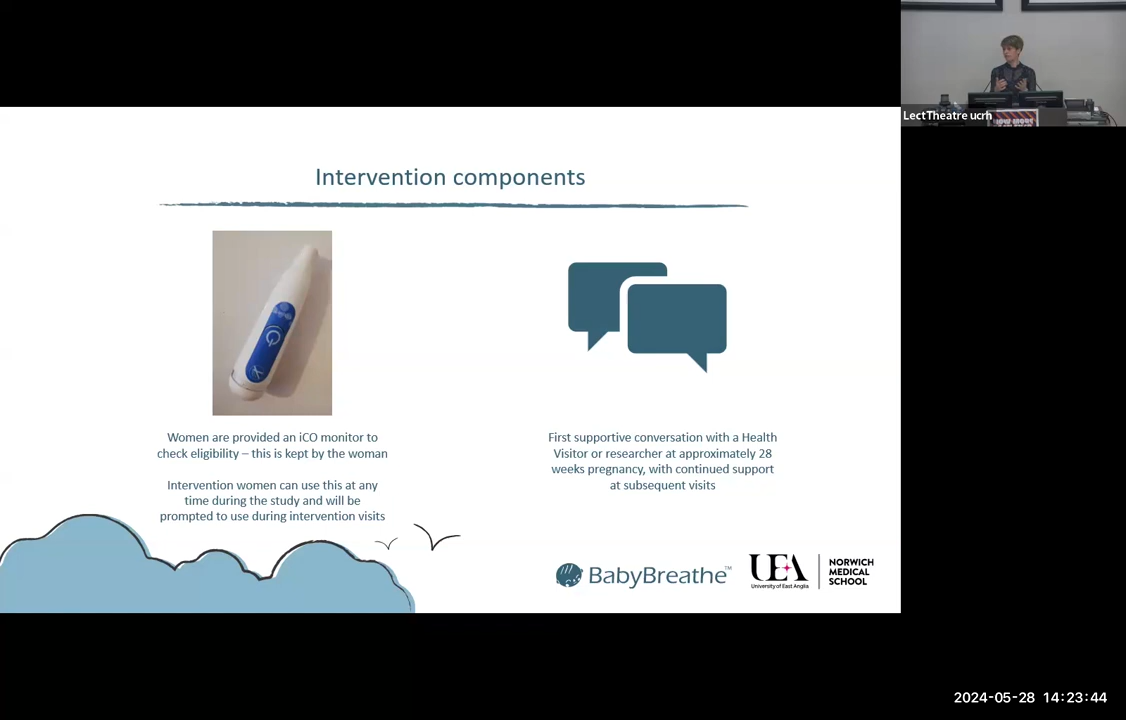 LectTheatre ucrh
Intervention components
Women are provided an iCO monitor to
check eligibility – this is kept by the woman
Intervention women can use this at any
time during the study and will be
prompted to use during intervention visits
First supportive conversation with a Health
Visitor or researcher at approximately 28
weeks pregnancy, with continued support
at subsequent visits
BabyBreathe™
UEA
University of East Anglia
NORWICH
MEDICAL
SCHOOL
2024-05-28 14:23:44